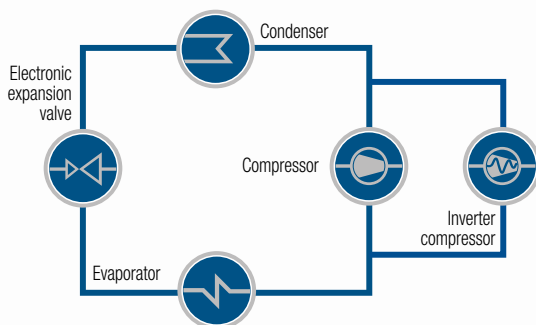 Condenser
Electronic
expansion
valve
Compressor
Inverter
compressor
Evaporator